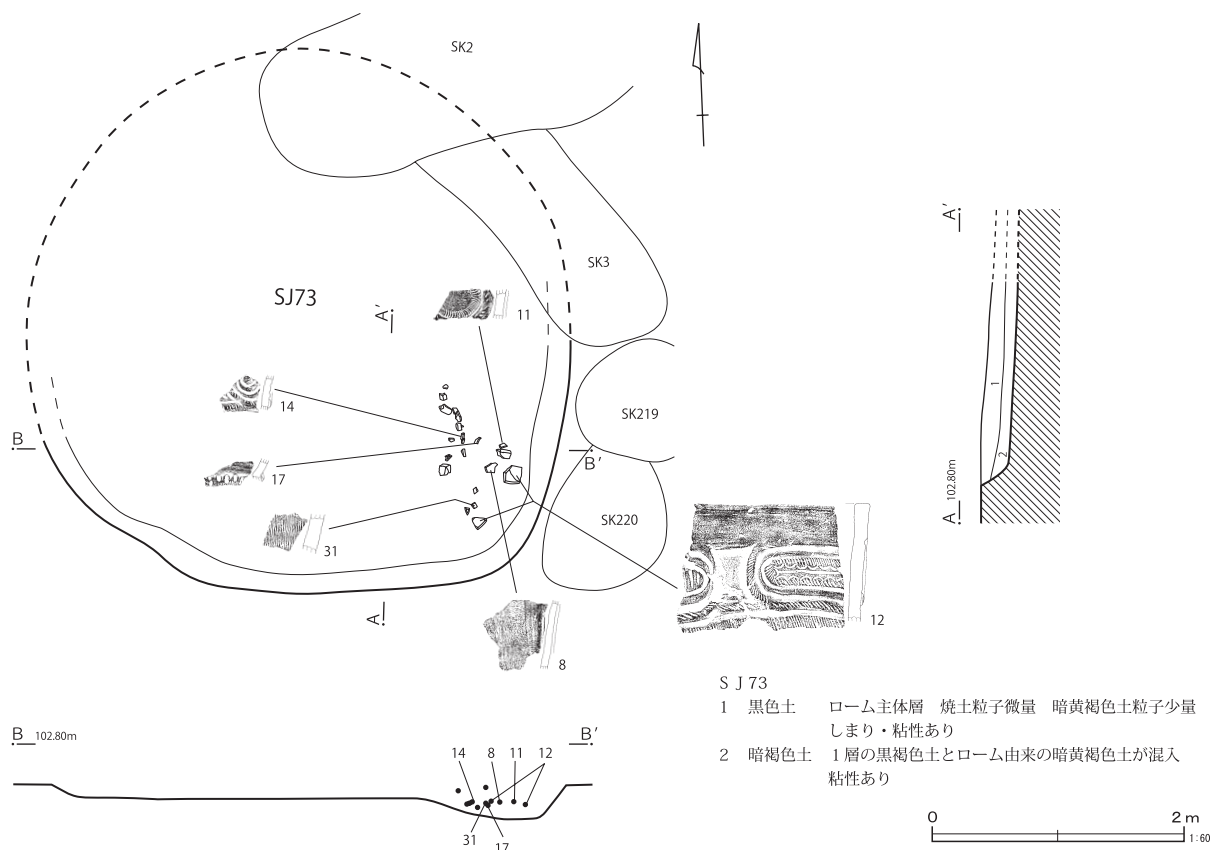 SK2
SK3
SJ73
A'
11
14
SK219
B
B'
17
SK220
31
A
12
8
A'
1
2
A 102.80m
ＳＪ73
1 黒色土 ローム主体層 焼土粒子微量 暗黄褐色土粒子少量
しまり・粘性あり
2 暗褐色土 １層の黒褐色土とローム由来の暗黄褐色土が混入
粘性あり
B 102.80m
B'
14 8 11 12
31 17
0 2 m
1:60